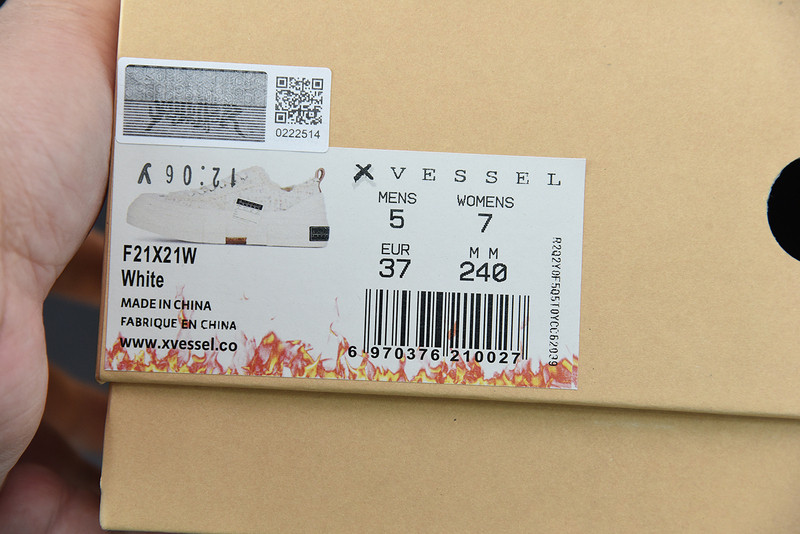 0222514
12:06 Y
XVESSEL
MENS WOMENS
5 7
EUR MM
37 240
F21X21W
White
MADE IN CHINA
FABRIQUE EN CHINA
www.xvessel.co
6 970376 210027